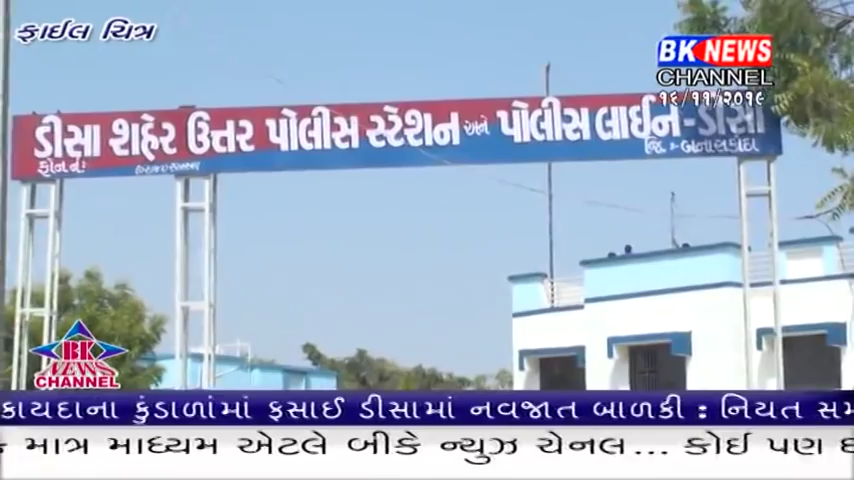 ફાઈલ ચિત્ર
BK NEWS
CHANNEL
૧૯/૧૧/૨૦૧૯
ડીસા શહેર ઉત્તર પોલીસ સ્ટેશન અને પોલીસ લાઈન-ડીસા
ફોન નં.
જિ.-બનાસકાંઠા
BK
NEWS
CHANNEL
કાયદાના કુંડાળાંમાં ફસાઈ ડીસામાં નવજાત બાળકી : નિયત
માત્ર માધ્યમ એટલે બીકે ન્યુઝ ચેનલ... કોઈ પણ